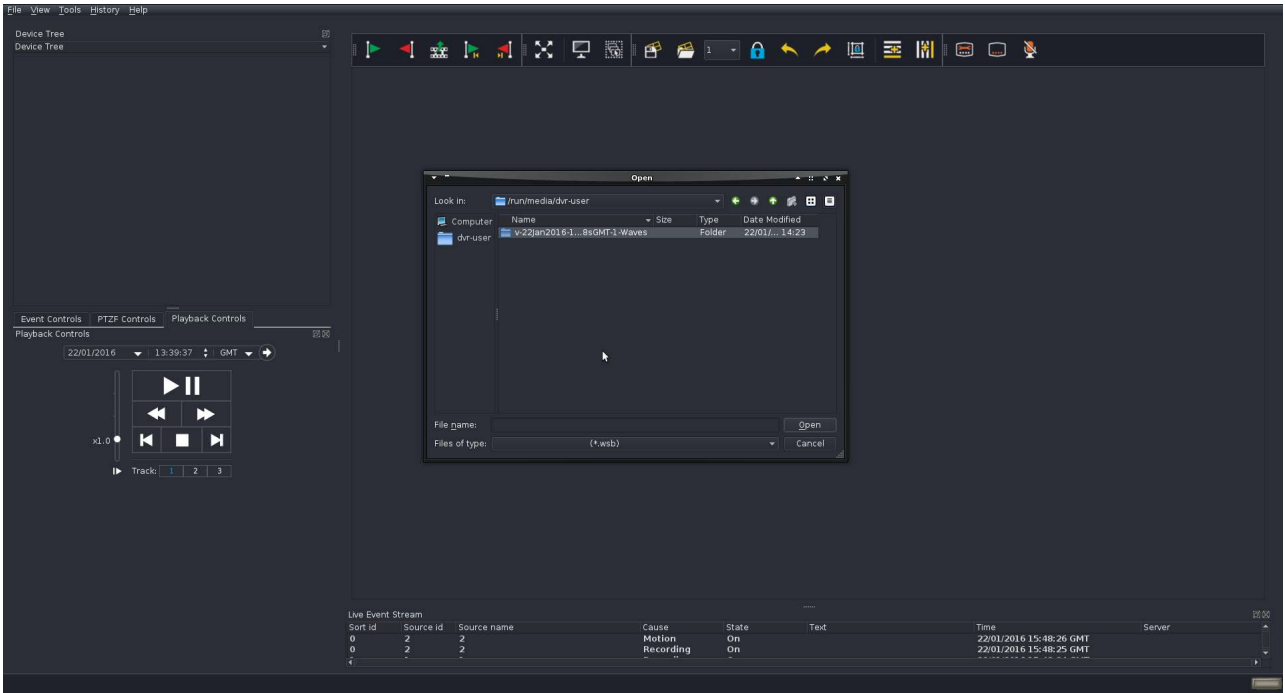 File View Tools History Help
Device Tree
Device Tree
1
Open
Look in: /run/media/dvr-user
Computer
dvr-user
Name Size Type Date Modified
v-22Jan2016-1...8sGMT-1-Waves Folder 22/01/... 14:23
File name: Open
Files of type: (*.wsb) Cancel
Event Controls PTZF Controls Playback Controls
Playback Controls
22/01/2016 13:39:37 GMT
x1.0
Track: 1 2 3
Live Event Stream
Sort id Source id Source name Cause State Text Time Server
0 2 2 Motion On 22/01/2016 15:48:26 GMT
0 2 2 Recording On 22/01/2016 15:48:25 GMT